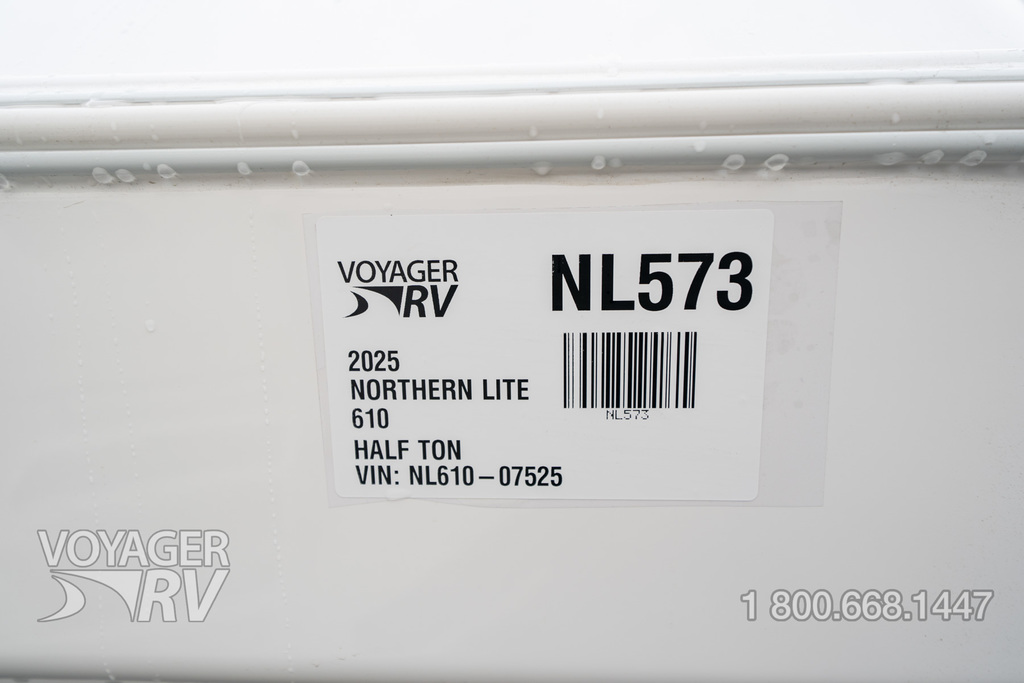 VOYAGER
RV
NL573
NL573
2025
NORTHERN LITE
610
HALF TON
VIN: NL610-07525
VOYAGER
RV
1 800.668.1447